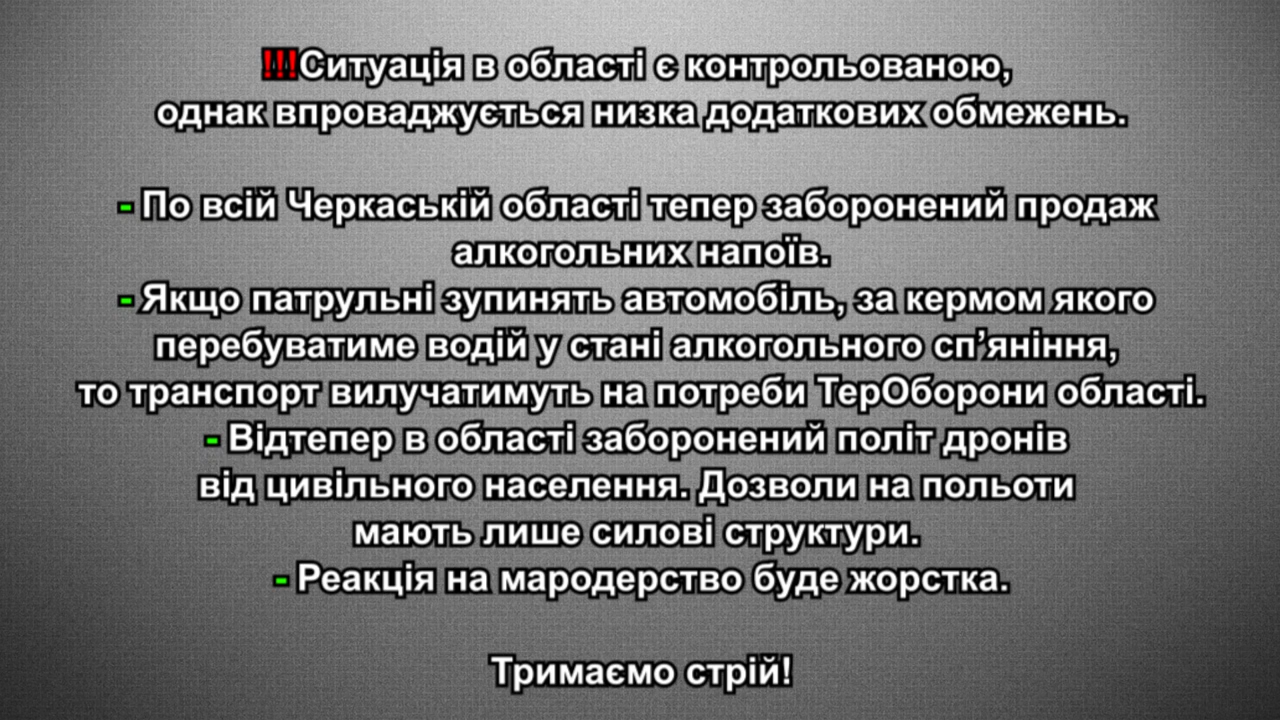 !!!Ситуація в області є контрольованою,
однак впроваджується низка додаткових обмежень.
- По всій Черкаській області тепер заборонений продаж
алкогольних напоїв.
- Якщо патрульні зупинять автомобіль, за кермом якого
перебуватиме водій у стані алкогольного сп’яніння,
то транспорт вилучатимуть на потреби ТерОборони області.
- Відтепер в області заборонений політ дронів
від цивільного населення. Дозволи на польоти
мають лише силові структури.
- Реакція на мародерство буде жорстка.
Тримаємо стрій!